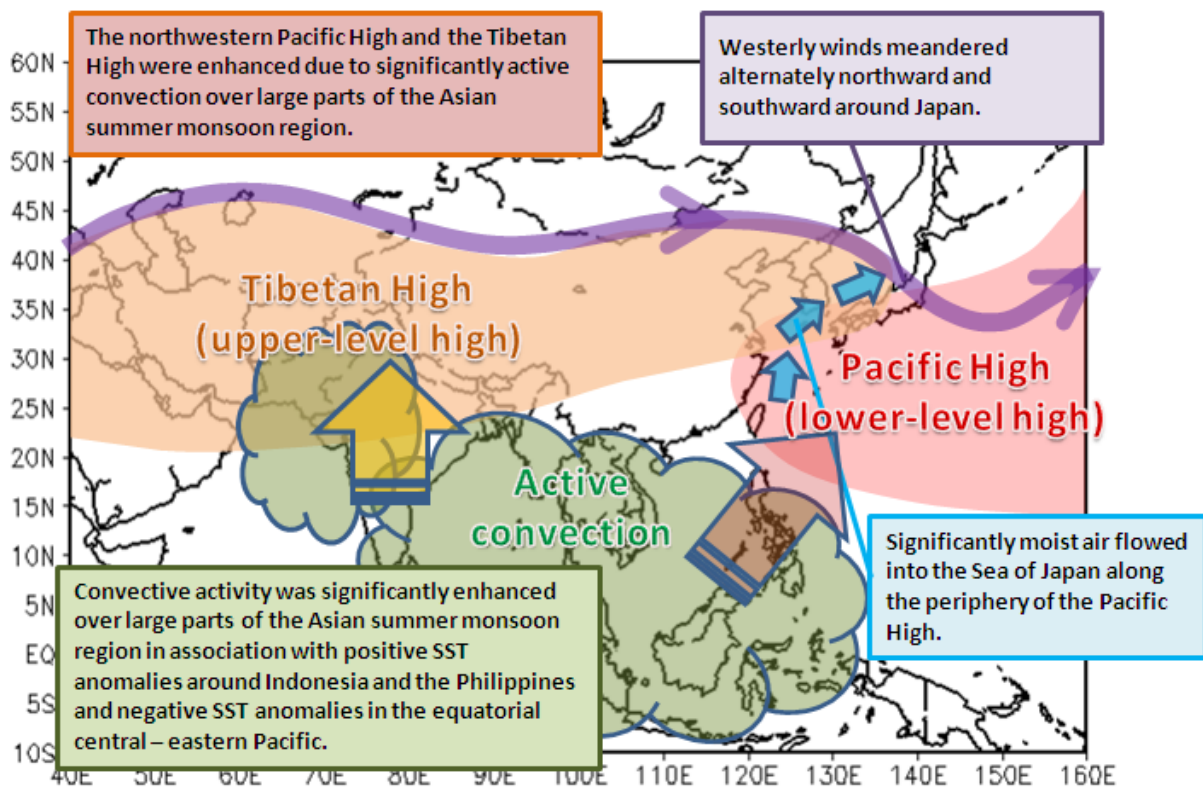 The northwestern Pacific High and the Tibetan
High were enhanced due to significantly active
convection over large parts of the Asian
summer monsoon region.
Westerly winds meandered
alternately northward and
southward around Japan.
60N
55N
50N
45N
40N
35N
30N
25N
20N
15N
10N
5N
EQ
5S
10S
Tibetan High
(upper-level high)
Pacific High
(lower-level high)
Active
convection
Significantly moist air flowed
into the Sea of Japan along
the periphery of the Pacific
High.
Convective activity was significantly enhanced
over large parts of the Asian summer monsoon
region in association with positive SST
anomalies around Indonesia and the Philippines
and negative SST anomalies in the equatorial
central – eastern Pacific.
40E 50E 60E 70E 80E 90E 100E 110E 120E 130E 140E 150E 160E